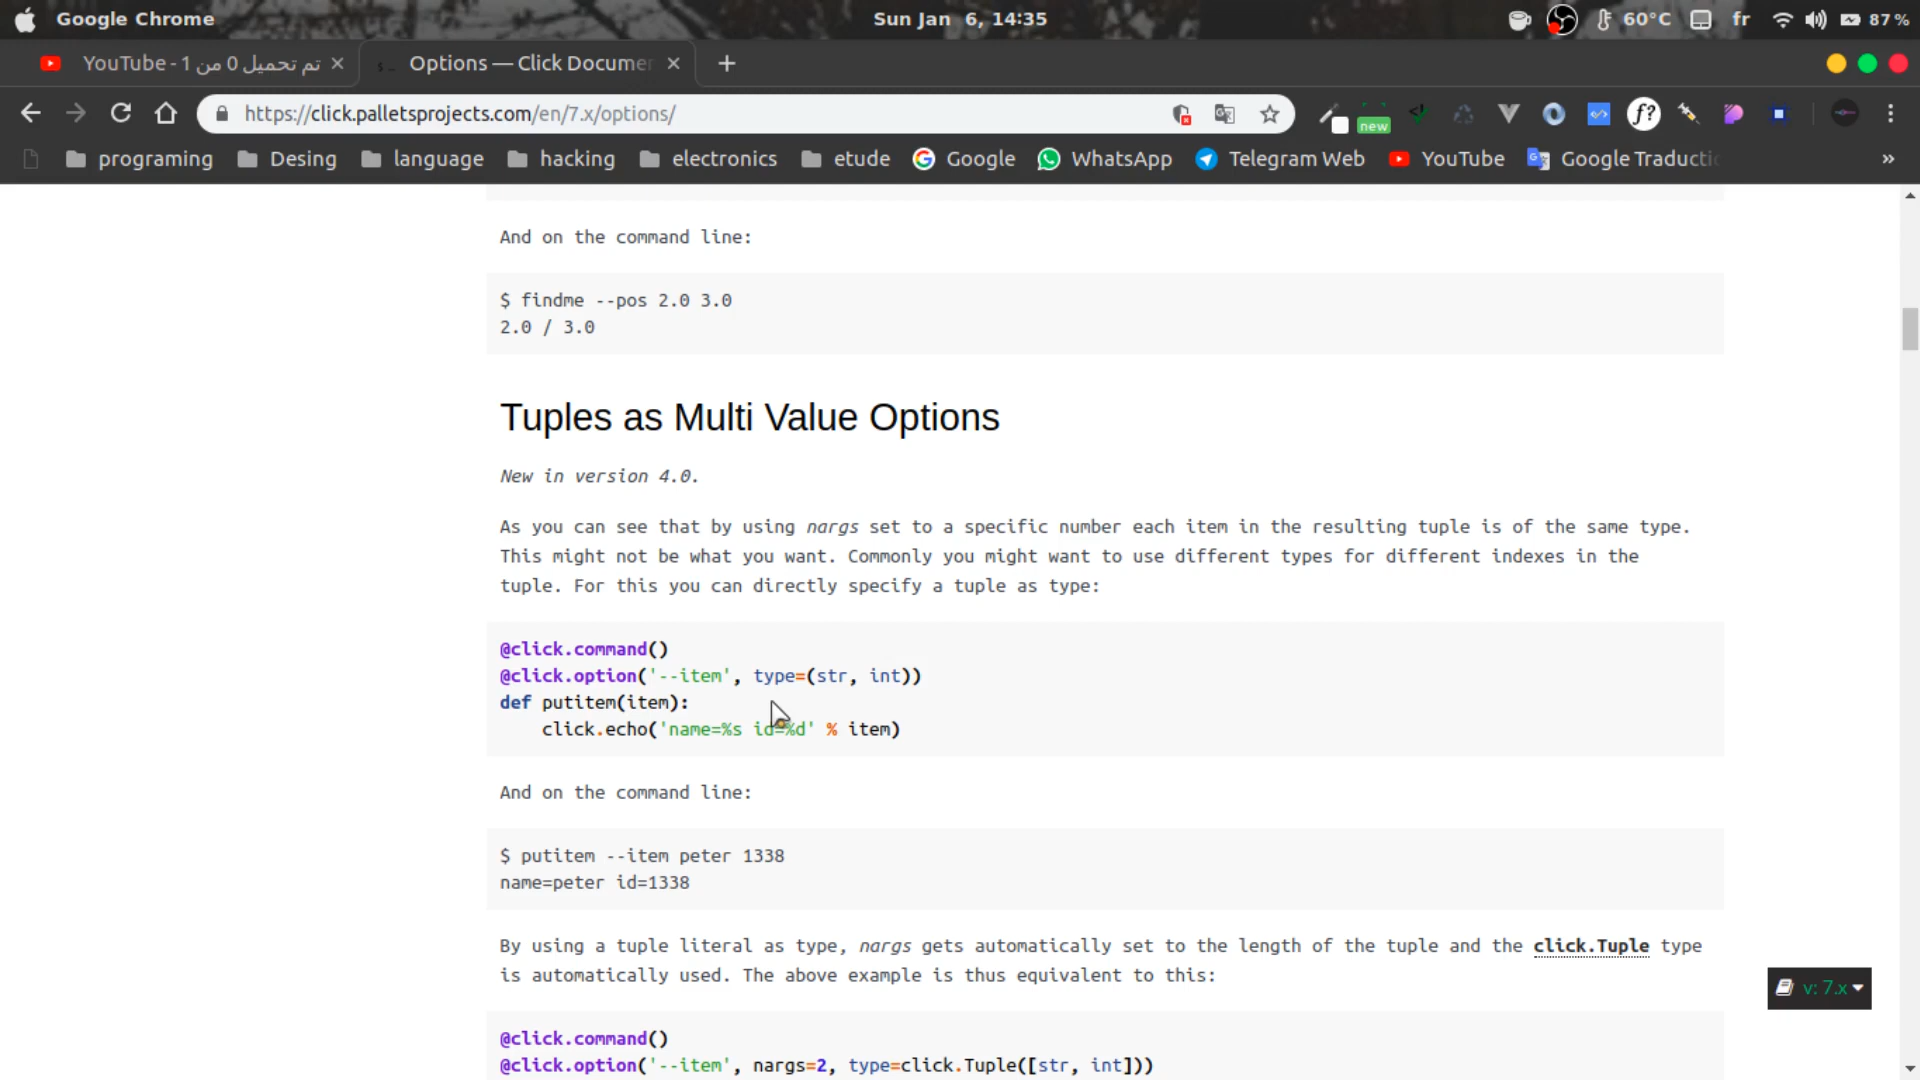 Google Chrome
Sun Jan 6, 14:35
60°C
fr
87%
YouTube - تم تحميل 0 من 1
Options — Click Documen
https://click.palletsprojects.com/en/7.x/options/
f?
new
programing
Desing
language
hacking
electronics
etude
Google
WhatsApp
Telegram Web
YouTube
Google Traductio
»
And on the command line:
$ findme --pos 2.0 3.0
2.0 / 3.0
Tuples as Multi Value Options
New in version 4.0.
As you can see that by using nargs set to a specific number each item in the resulting tuple is of the same type.
This might not be what you want. Commonly you might want to use different types for different indexes in the
tuple. For this you can directly specify a tuple as type:
@click.command()
@click.option('--item', type=(str, int))
def putitem(item):
click.echo('name=%s id=%d' % item)
And on the command line:
$ putitem --item peter 1338
name=peter id=1338
By using a tuple literal as type, nargs gets automatically set to the length of the tuple and the click.Tuple type
is automatically used. The above example is thus equivalent to this:
v: 7.x
@click.command()
@click.option('--item', nargs=2, type=click.Tuple([str, int]))